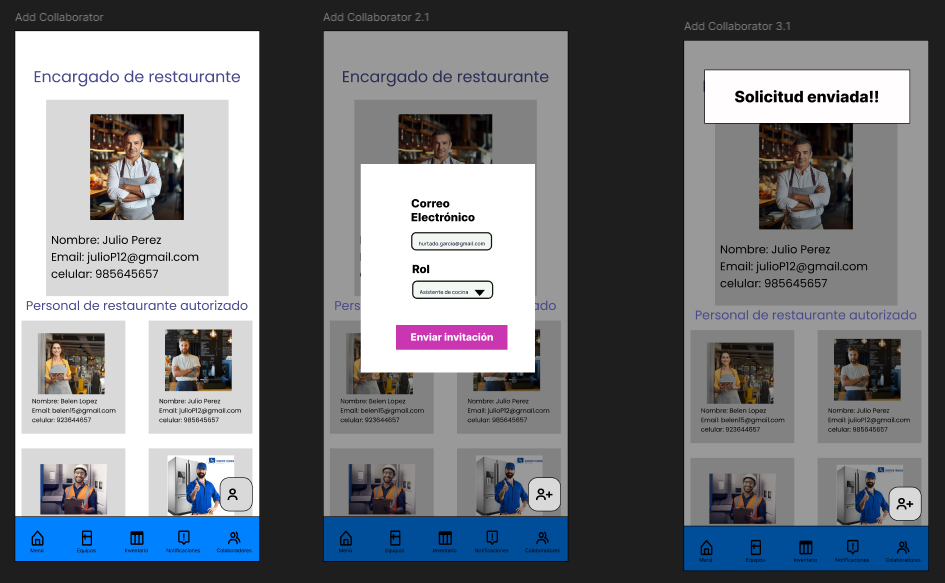 Add Collaborator
Encargado de restaurante
Nombre: Julio Perez
Email: julioP12@gmail.com
celular: 985645657
Personal de restaurante autorizado
Nombre: Belen Lopez
Email: belen15@gmail.com
celular: 923644657
Nombre: Julio Perez
Email: julioP12@gmail.com
celular: 985645657
Menú
Equipos
Inventario
Notificaciones
Colaboradores
Add Collaborator 2.1
Encargado de restaurante
Correo
Electrónico
hurtado.garcia@gmail.com
Rol
Asistente de cocina
Enviar invitación
Nombre: Belen Lopez
Email: belen15@gmail.com
celular: 923644657
Nombre: Julio Perez
Email: julioP12@gmail.com
celular: 985645657
Menú
Equipos
Inventario
Notificaciones
Colaboradores
Add Collaborator 3.1
Solicitud enviada!!
Nombre: Julio Perez
Email: julioP12@gmail.com
celular: 985645657
Personal de restaurante autorizado
Nombre: Belen Lopez
Email: belen15@gmail.com
celular: 923644657
Nombre: Julio Perez
Email: julioP12@gmail.com
celular: 985645657
Menú
Equipos
Inventario
Notificaciones
Colaboradores